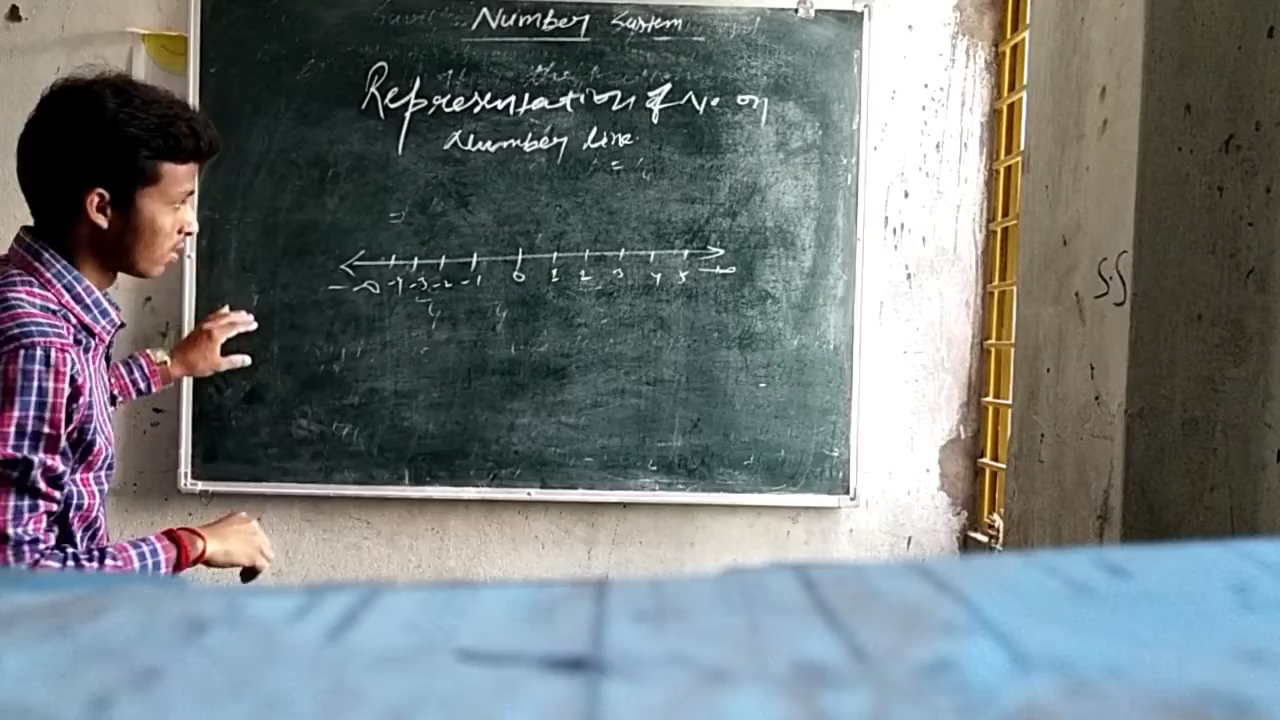 Number System
Representation of No. on
Number line
=)
-∞ -4 -3 -2 -1 0 1 2 3 4 5 ∞
S.S